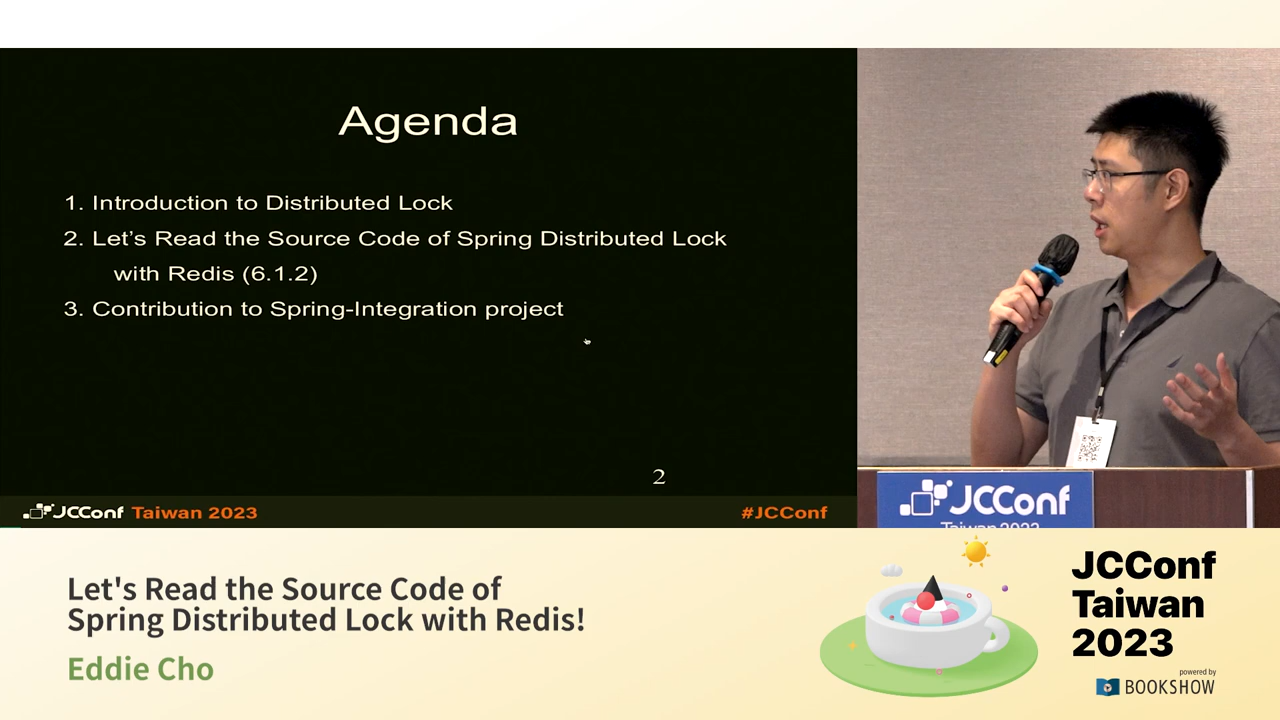 Agenda
1. Introduction to Distributed Lock
2. Let’s Read the Source Code of Spring Distributed Lock
with Redis (6.1.2)
3. Contribution to Spring-Integration project
2
JCConf Taiwan 2023
#JCConf
JCConf
Taiwan 2023
Let's Read the Source Code of
Spring Distributed Lock with Redis!
Eddie Cho
JCConf
Taiwan
2023
powered by
BOOKSHOW